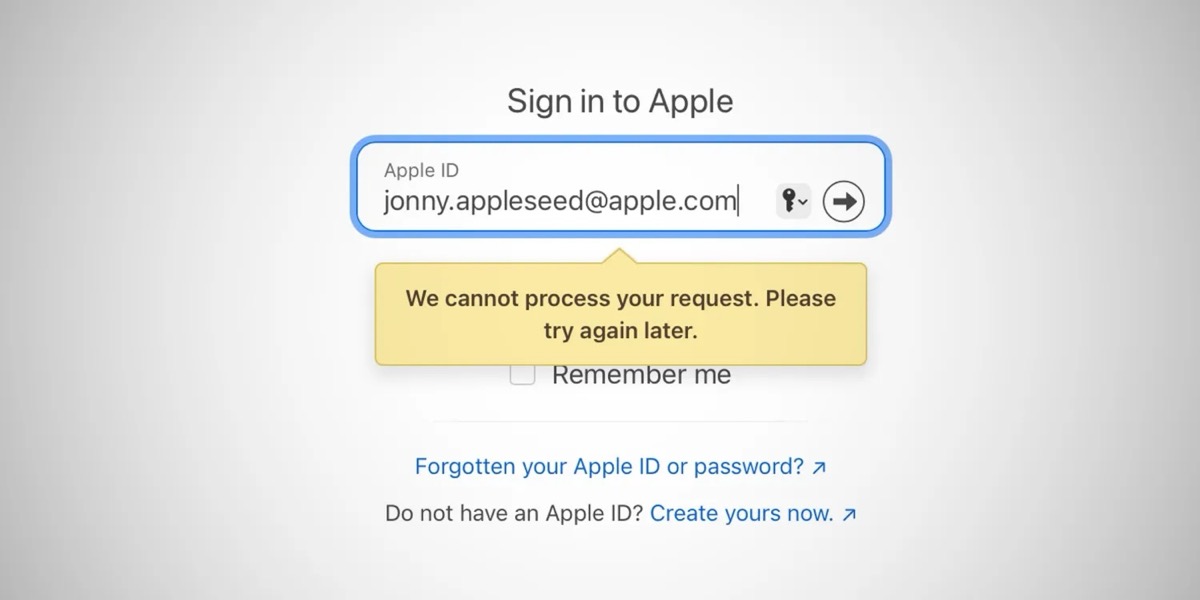 Sign in to Apple
Apple ID
jonny.appleseed@apple.com
We cannot process your request. Please
try again later.
Remember me
Forgotten your Apple ID or password? ↗
Do not have an Apple ID? Create yours now. ↗